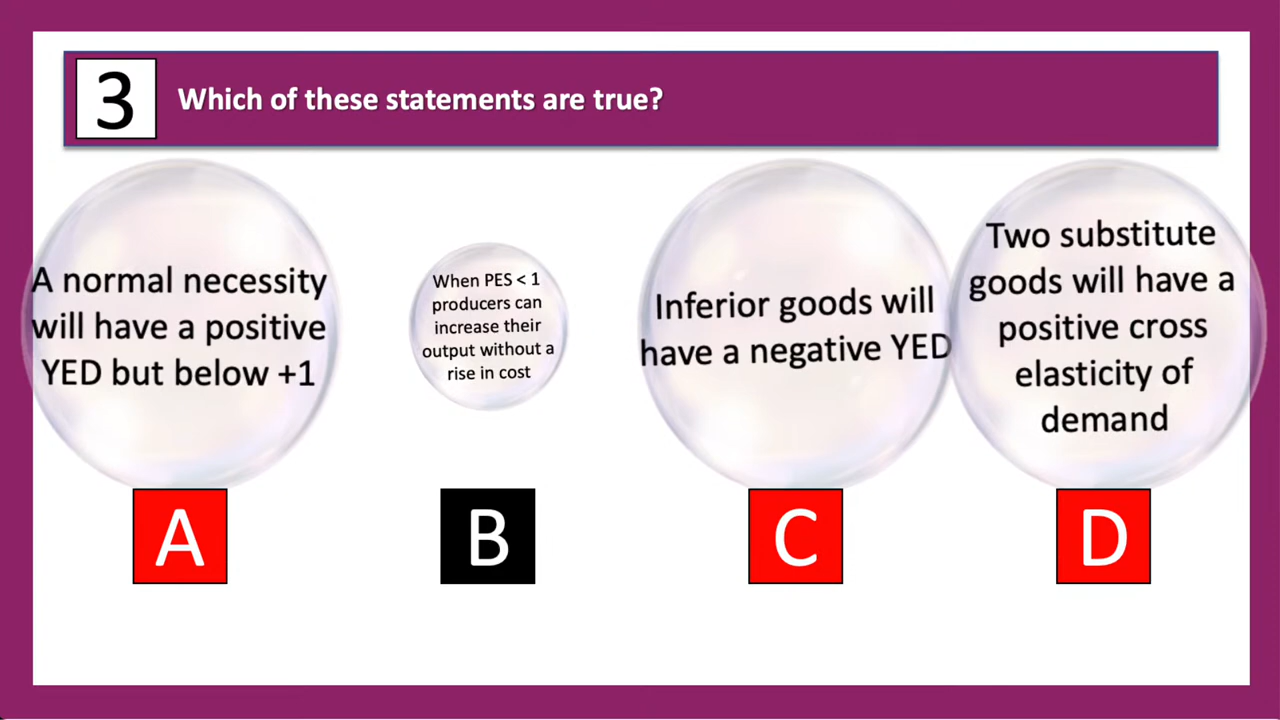 3
Which of these statements are true?
A normal necessity
will have a positive
YED but below +1
When PES < 1
producers can
increase their
output without a
rise in cost
Inferior goods will
have a negative YED
Two substitute
goods will have a
positive cross
elasticity of
demand
A
B
C
D